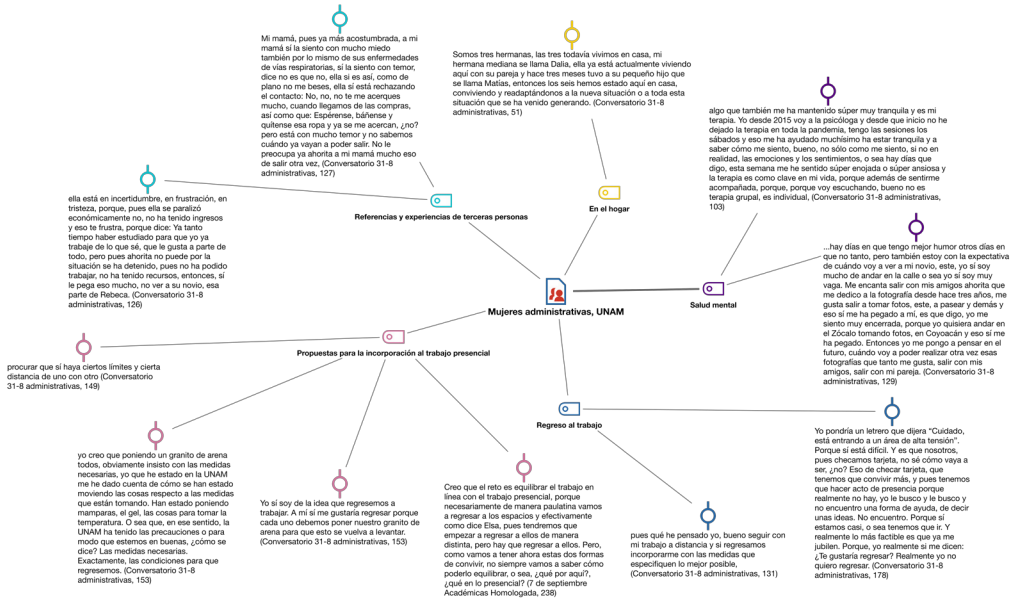 Mi mamá, pues ya más acostumbrada, a mi
mamá sí la siento con mucho miedo
también por lo mismo de sus enfermedades
de vías respiratorias, sí la siento con temor,
dice no es que no, ella si es así, como de
plano no me beses, ella sí está rechazando
el contacto: No, no, no te me acerques
mucho, cuando llegamos de las compras,
así como que: Espérense, báñense y
quítense esa ropa y ya se me acercan, ¿no?
pero está con mucho temor y no sabemos
cuándo ya vayan a poder salir. No le
preocupa ya ahorita a mi mamá mucho eso
de salir otra vez, (Conversatorio 31-8
administrativas, 127)
Somos tres hermanas, las tres todavía vivimos en casa, mi
hermana mediana se llama Dalia, ella ya está actualmente viviendo
aquí con su pareja y hace tres meses tuvo a su pequeño hijo que
se llama Matías, entonces los seis hemos estado aquí en casa,
conviviendo y readaptándonos a la nueva situación o a toda esta
situación que se ha venido generando. (Conversatorio 31-8
administrativas, 51)
algo que también me ha mantenido súper muy tranquila y es mi
terapia. Yo desde 2015 voy a la psicóloga y desde que inicio no he
dejado la terapia en toda la pandemia, tengo las sesiones los
sábados y eso me ha ayudado muchísimo ha estar tranquila y a
saber cómo me siento, bueno, no sólo como me siento, si no en
realidad, las emociones y los sentimientos, o sea hay días que
digo, esta semana me he sentido súper enojada o súper ansiosa y
la terapia es como clave en mi vida, porque además de sentirme
acompañada, porque, porque voy escuchando, bueno no es
terapia grupal, es individual, (Conversatorio 31-8 administrativas,
103)
ella está en incertidumbre, en frustración, en
tristeza, porque, pues ella se paralizó
económicamente no, no ha tenido ingresos
y eso te frustra, porque dice: Ya tanto
tiempo haber estudiado para que yo ya
trabaje de lo que sé, que le gusta a parte de
todo, pero pues ahorita no puede por la
situación se ha detenido, pues no ha podido
trabajar, no ha tenido recursos, entonces, sí
le pega eso mucho, no ver a su novio, esa
parte de Rebeca. (Conversatorio 31-8
administrativas, 126)
Referencias y experiencias de terceras personas
En el hogar
...hay días en que tengo mejor humor otros días en
que no tanto, pero también estoy con la expectativa
de cuándo voy a ver a mi novio, este, yo sí soy
mucho de andar en la calle o sea yo sí soy muy
vaga. Me encanta salir con mis amigos ahorita que
me dedico a la fotografía desde hace tres años, me
gusta salir a tomar fotos, este, a pasear y demás y
eso sí me ha pegado a mí, es que digo, yo me
siento muy encerrada, porque yo quisiera andar en
el Zócalo tomando fotos, en Coyoacán y eso sí me
ha pegado. Entonces yo me pongo a pensar en el
futuro, cuándo voy a poder realizar otra vez esas
fotografías que tanto me gusta, salir con mis
amigos, salir con mi pareja. (Conversatorio 31-8
administrativas, 129)
Salud mental
Mujeres administrativas, UNAM
Propuestas para la incorporación al trabajo presencial
procurar que sí haya ciertos límites y cierta
distancia de uno con otro (Conversatorio
31-8 administrativas, 149)
Regreso al trabajo
yo creo que poniendo un granito de arena
todos, obviamente insisto con las medidas
necesarias, yo que he estado en la UNAM
me he dado cuenta de cómo se han estado
moviendo las cosas respecto a las medidas
que están tomando. Han estado poniendo
mamparas, el gel, las cosas para tomar la
temperatura. O sea que, en ese sentido, la
UNAM ha tenido las precauciones o para
modo que estemos en buenas, ¿cómo se
dice? Las medidas necesarias.
Exactamente, las condiciones para que
regresemos. (Conversatorio 31-8
administrativas, 153)
Yo sí soy de la idea que regresemos a
trabajar. A mí sí me gustaría regresar porque
cada uno debemos poner nuestro granito de
arena para que esto se vuelva a levantar.
(Conversatorio 31-8 administrativas, 153)
Creo que el reto es equilibrar el trabajo en
línea con el trabajo presencial, porque
necesariamente de manera paulatina vamos
a regresar a los espacios y efectivamente
como dice Elsa, pues tendremos que
empezar a regresar a ellos de manera
distinta, pero hay que regresar a ellos. Pero,
como vamos a tener ahora estas dos formas
de convivir, no siempre vamos a saber cómo
poderlo equilibrar, o sea, ¿qué por aquí?,
¿qué en lo presencial? (7 de septiembre
Académicas Homologada, 238)
pues qué he pensado yo, bueno seguir con
mi trabajo a distancia y si regresamos
incorporarme con las medidas que
especifiquen lo mejor posible,
(Conversatorio 31-8 administrativas, 131)
Yo pondría un letrero que dijera “Cuidado,
está entrando a un área de alta tensión”.
Porque sí está difícil. Y es que nosotros,
pues checamos tarjeta, no sé cómo vaya a
ser, ¿no? Eso de checar tarjeta, que
tenemos que convivir más, y pues tenemos
que hacer acto de presencia porque
realmente no hay, yo le busco y le busco y
no encuentro una forma de ayuda, de decir
unas ideas. No encuentro. Porque sí
estamos casi, o sea tenemos que ir. Y
realmente lo más factible es que ya me
jubilen. Porque, yo realmente si me dicen:
¿Te gustaría regresar? Realmente yo no
quiero regresar. (Conversatorio 31-8
administrativas, 178)